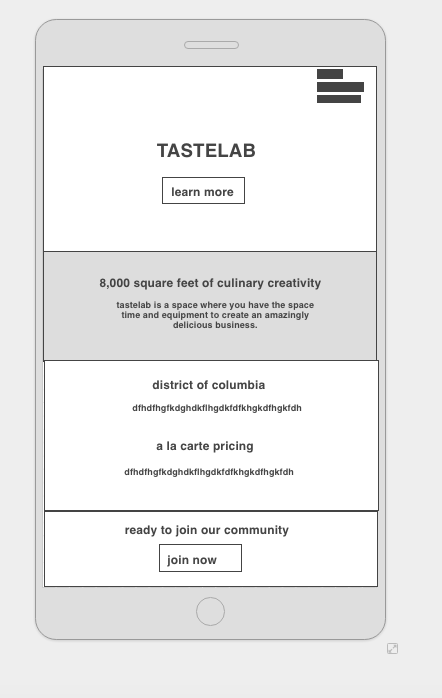 TASTELAB
learn more
8,000 square feet of culinary creativity
tastelab is a space where you have the space
time and equipment to create an amazingly
delicious business.
district of columbia
dfhdfhgfkdghdkflhgdkfdfkhgkdfhgkfdh
a la carte pricing
dfhdfhgfkdghdkflhgdkfdfkhgkdfhgkfdh
ready to join our community
join now